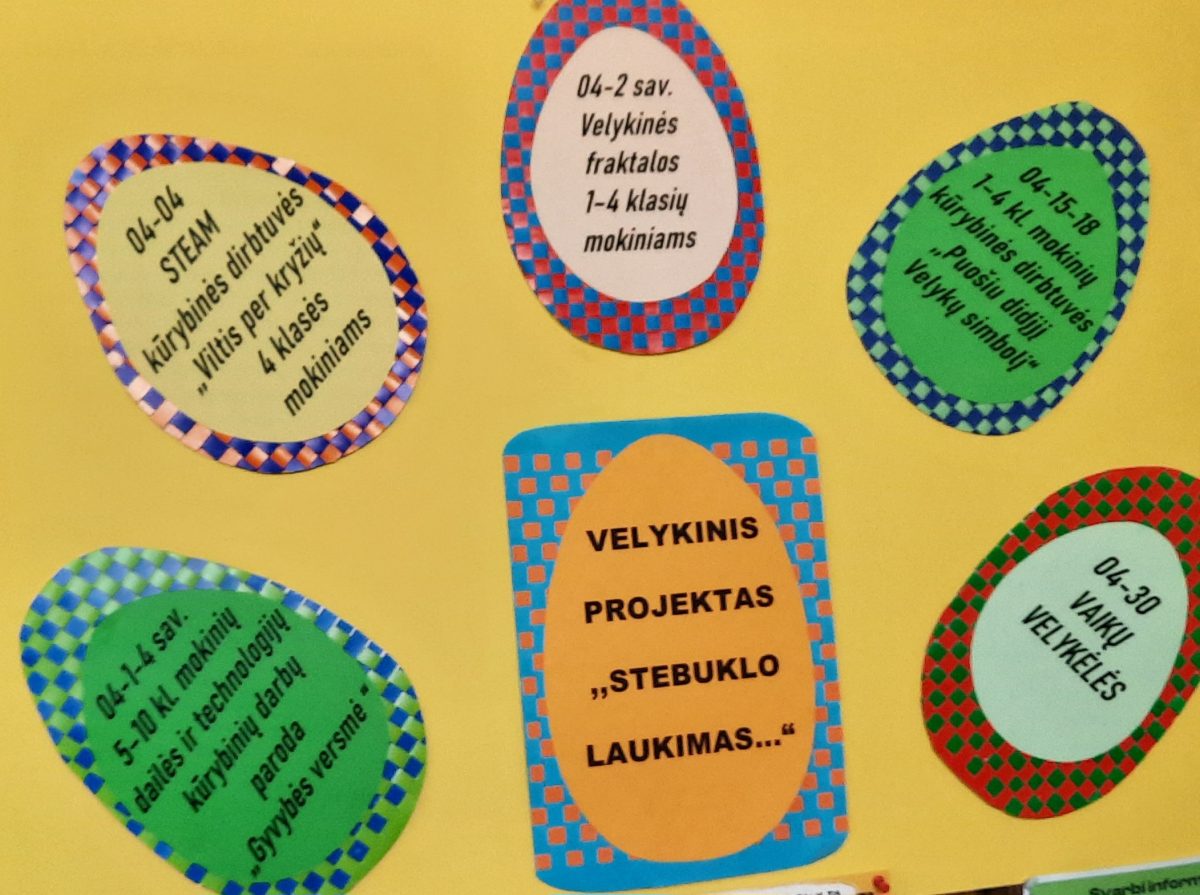 04-2 sav.
Velykinės
fraktalos
1-4 klasių
mokiniams
04-04
STEAM
kūrybinės dirbtuvės
„Viltis per kryžių“
4 klasės
mokiniams
04-15-18
1-4 kl. mokinių
kūrybinės dirbtuvės
„Puošiu didįjį
Velykų simbolį“
VELYKINIS
PROJEKTAS
,,STEBUKLO
LAUKIMAS...“
04-1-4 sav.
5-10 kl. mokinių
dailės ir technologijų
kūrybinių darbų
paroda
„Gyvybės versmė“
04-30
VAIKŲ
VELYKĖLĖS